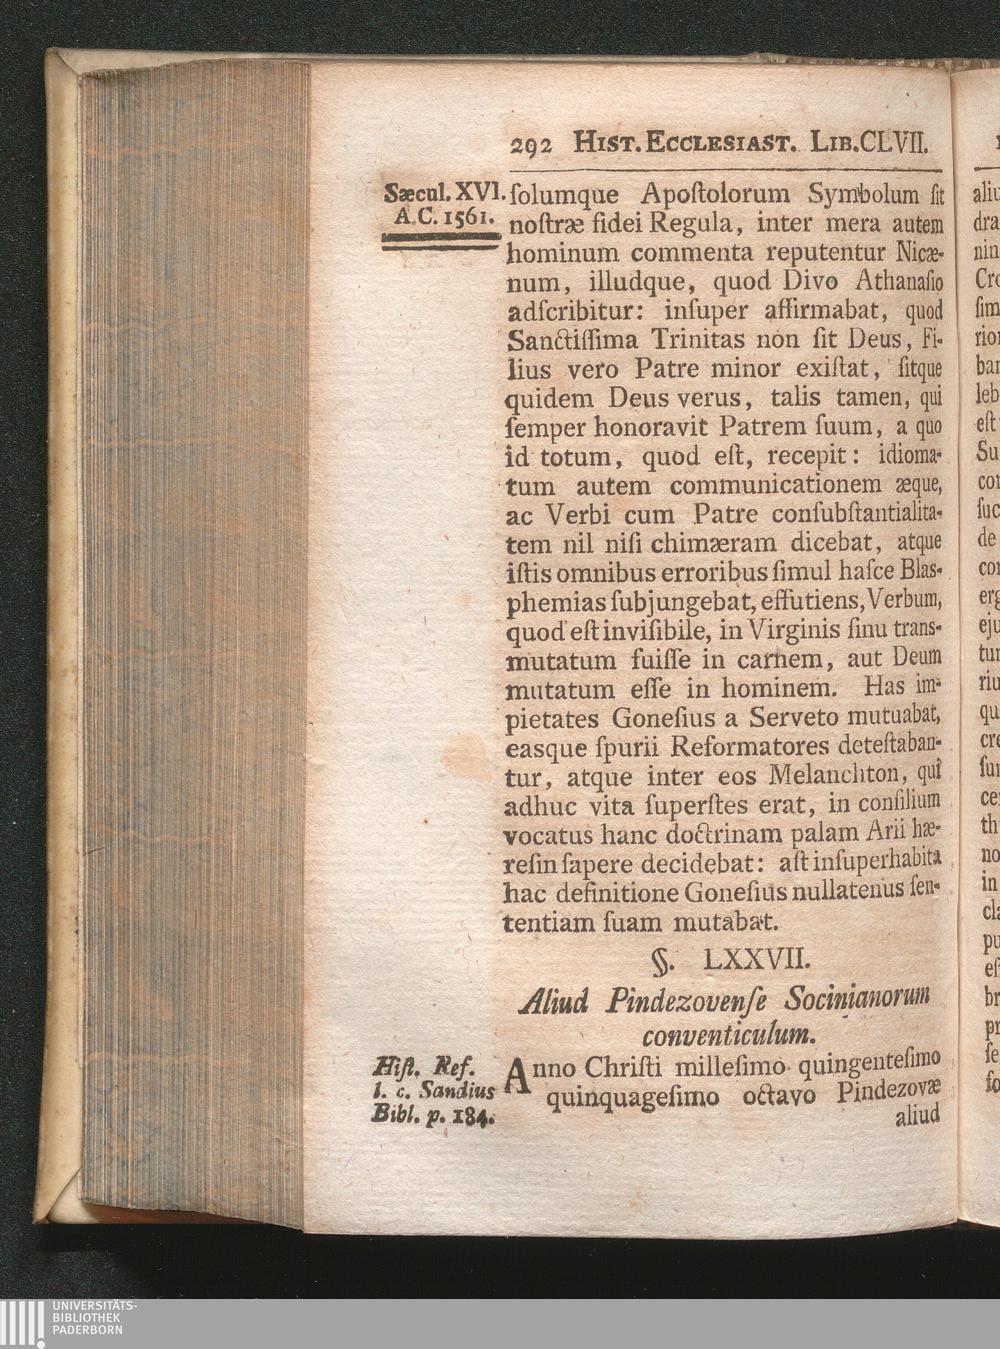 292 HIST. ECCLESIAST. LIB. CLVII.
Sæcul. XVI.
A. C. 1561.
ſolumque Apoſtolorum Symbolum ſit
noſtræ fidei Regula, inter mera autem
hominum commenta reputentur Nicæ-
num, illudque, quod Divo Athanaſio
adſcribitur: inſuper affirmabat, quod
Sanctiſſima Trinitas non ſit Deus, Fi-
lius vero Patre minor exiſtat, ſitque
quidem Deus verus, talis tamen, qui
ſemper honoravit Patrem ſuum, a quo
id totum, quod eſt, recepit: idioma-
tum autem communicationem æque,
ac Verbi cum Patre conſubſtantialita-
tem nil niſi chimæram dicebat, atque
iſtis omnibus erroribus ſimul haſce Blas-
phemias ſubjungebat, effutiens, Verbum,
quod eſt inviſibile, in Virginis ſinu trans-
mutatum fuiſſe in carnem, aut Deum
mutatum eſſe in hominem. Has im-
pietates Goneſius a Serveto mutuabat,
easque ſpurii Reformatores deteſtaban-
tur, atque inter eos Melanchton, qui
adhuc vita ſuperſtes erat, in conſilium
vocatus hanc doctrinam palam Arii hæ-
reſin ſapere decidebat: aſt inſuperhabita
hac definitione Goneſius nullatenus ſen-
tentiam ſuam mutabat.
§. LXXVII.
Aliud Pindezovenſe Socinianorum
conventiculum.
Hiſt. Ref.
l. c. Sandius
Bibl. p. 184.
Anno Chriſti milleſimo quingenteſimo
quinquageſimo octavo Pindezovæ
aliud
UNIVERSITÄTS-
BIBLIOTHEK
PADERBORN